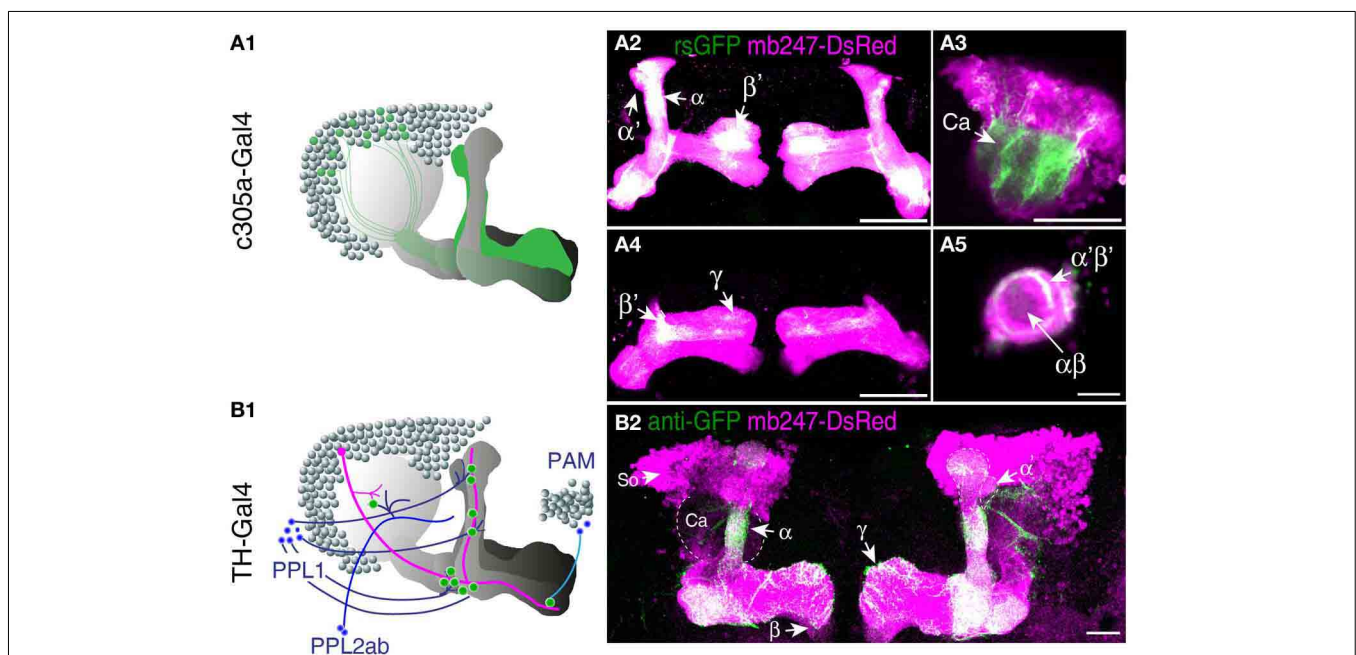 A1
c305a-Gal4
A2
rsGFP mb247-DsRed
α'
α
β'
A3
Ca
A4
β'
γ
A5
α'β'
αβ
B1
TH-Gal4
PAM
PPL1
PPL2ab
B2
anti-GFP mb247-DsRed
So
Ca
α
α'
γ
β